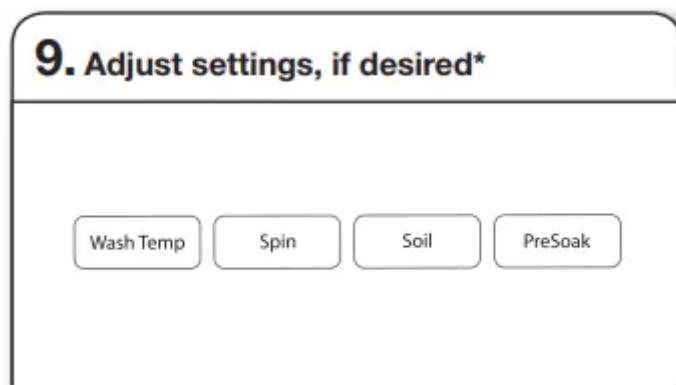 9. Adjust settings, if desired*
Wash Temp Spin Soil PreSoak